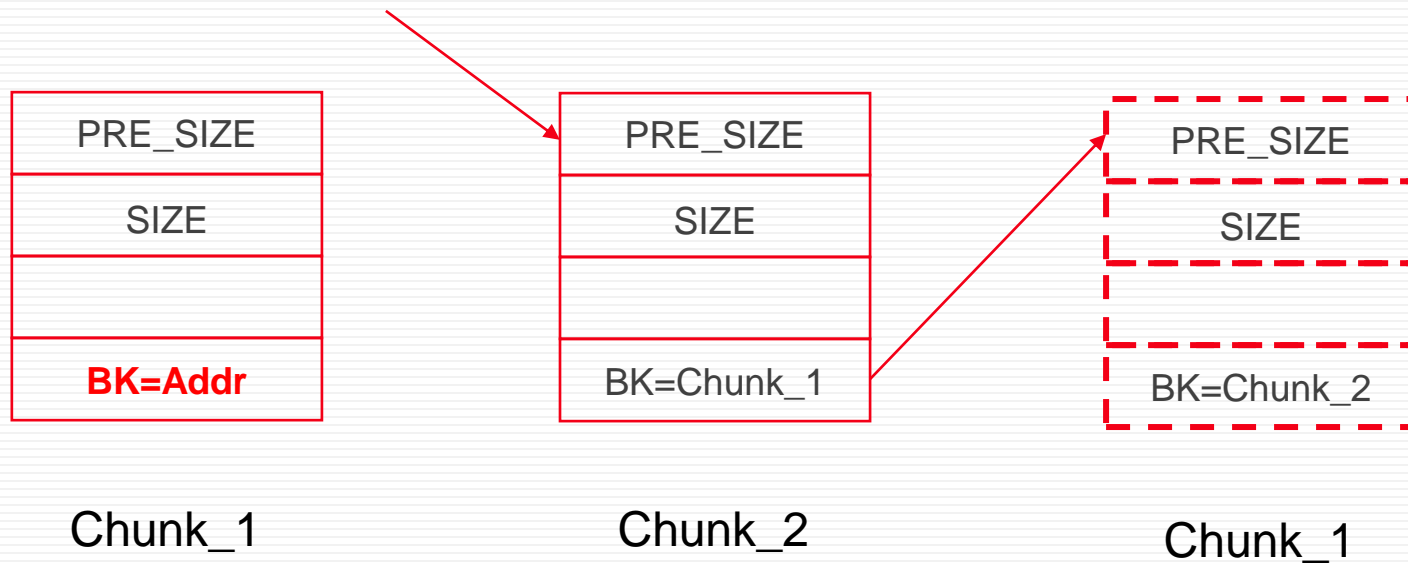 PRE_SIZE
SIZE
BK=Addr
Chunk_1
PRE_SIZE
SIZE
BK=Chunk_1
Chunk_2
PRE_SIZE
SIZE
BK=Chunk_2
Chunk_1